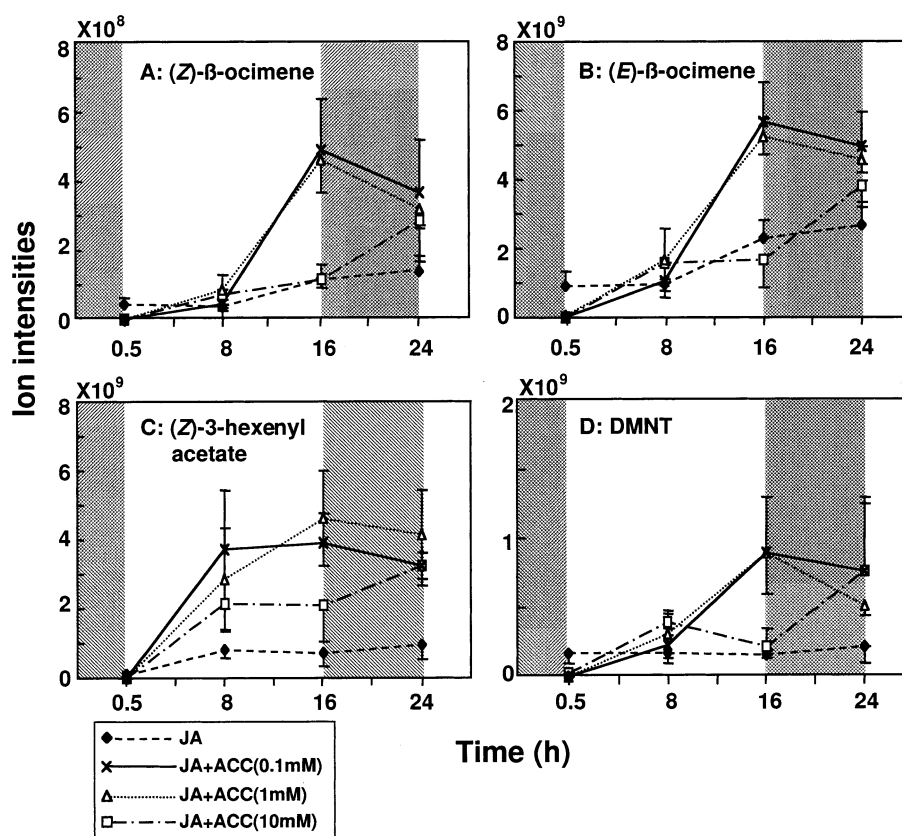 X10⁸
8
6
4
2
0
A: (Z)-ß-ocimene
0.5 8 16 24
X10⁹
8
6
4
2
0
B: (E)-ß-ocimene
0.5 8 16 24
Ion intensities
X10⁹
8
6
4
2
0
C: (Z)-3-hexenyl
acetate
0.5 8 16 24
X10⁹
2
1
0
D: DMNT
0.5 8 16 24
Time (h)
JA
JA+ACC(0.1mM)
JA+ACC(1mM)
JA+ACC(10mM)